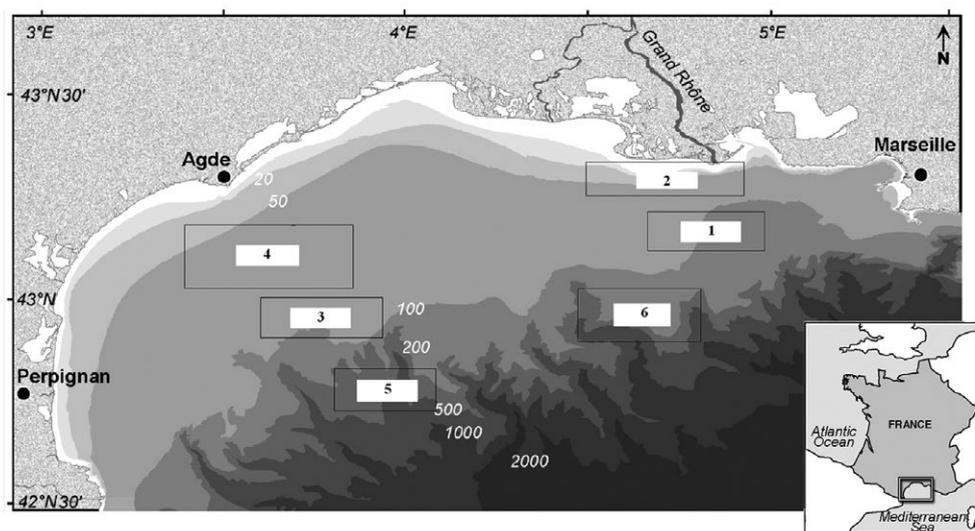 3°E
4°E
5°E
N
Grand Rhône
43°N30'
Agde
Marseille
20
50
2
1
4
43°N
100
6
3
200
Perpignan
5
500
1000
2000
42°N30'
FRANCE
Atlantic
Ocean
Mediterranean
Sea